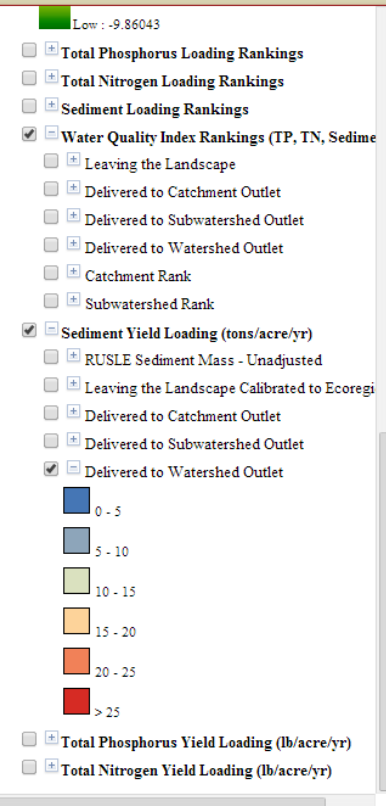 Low : -9.86043
Total Phosphorus Loading Rankings
Total Nitrogen Loading Rankings
Sediment Loading Rankings
Water Quality Index Rankings (TP, TN, Sedime
Leaving the Landscape
Delivered to Catchment Outlet
Delivered to Subwatershed Outlet
Delivered to Watershed Outlet
Catchment Rank
Subwatershed Rank
Sediment Yield Loading (tons/acre/yr)
RUSLE Sediment Mass - Unadjusted
Leaving the Landscape Calibrated to Ecoregi
Delivered to Catchment Outlet
Delivered to Subwatershed Outlet
Delivered to Watershed Outlet
0 - 5
5 - 10
10 - 15
15 - 20
20 - 25
> 25
Total Phosphorus Yield Loading (lb/acre/yr)
Total Nitrogen Yield Loading (lb/acre/yr)